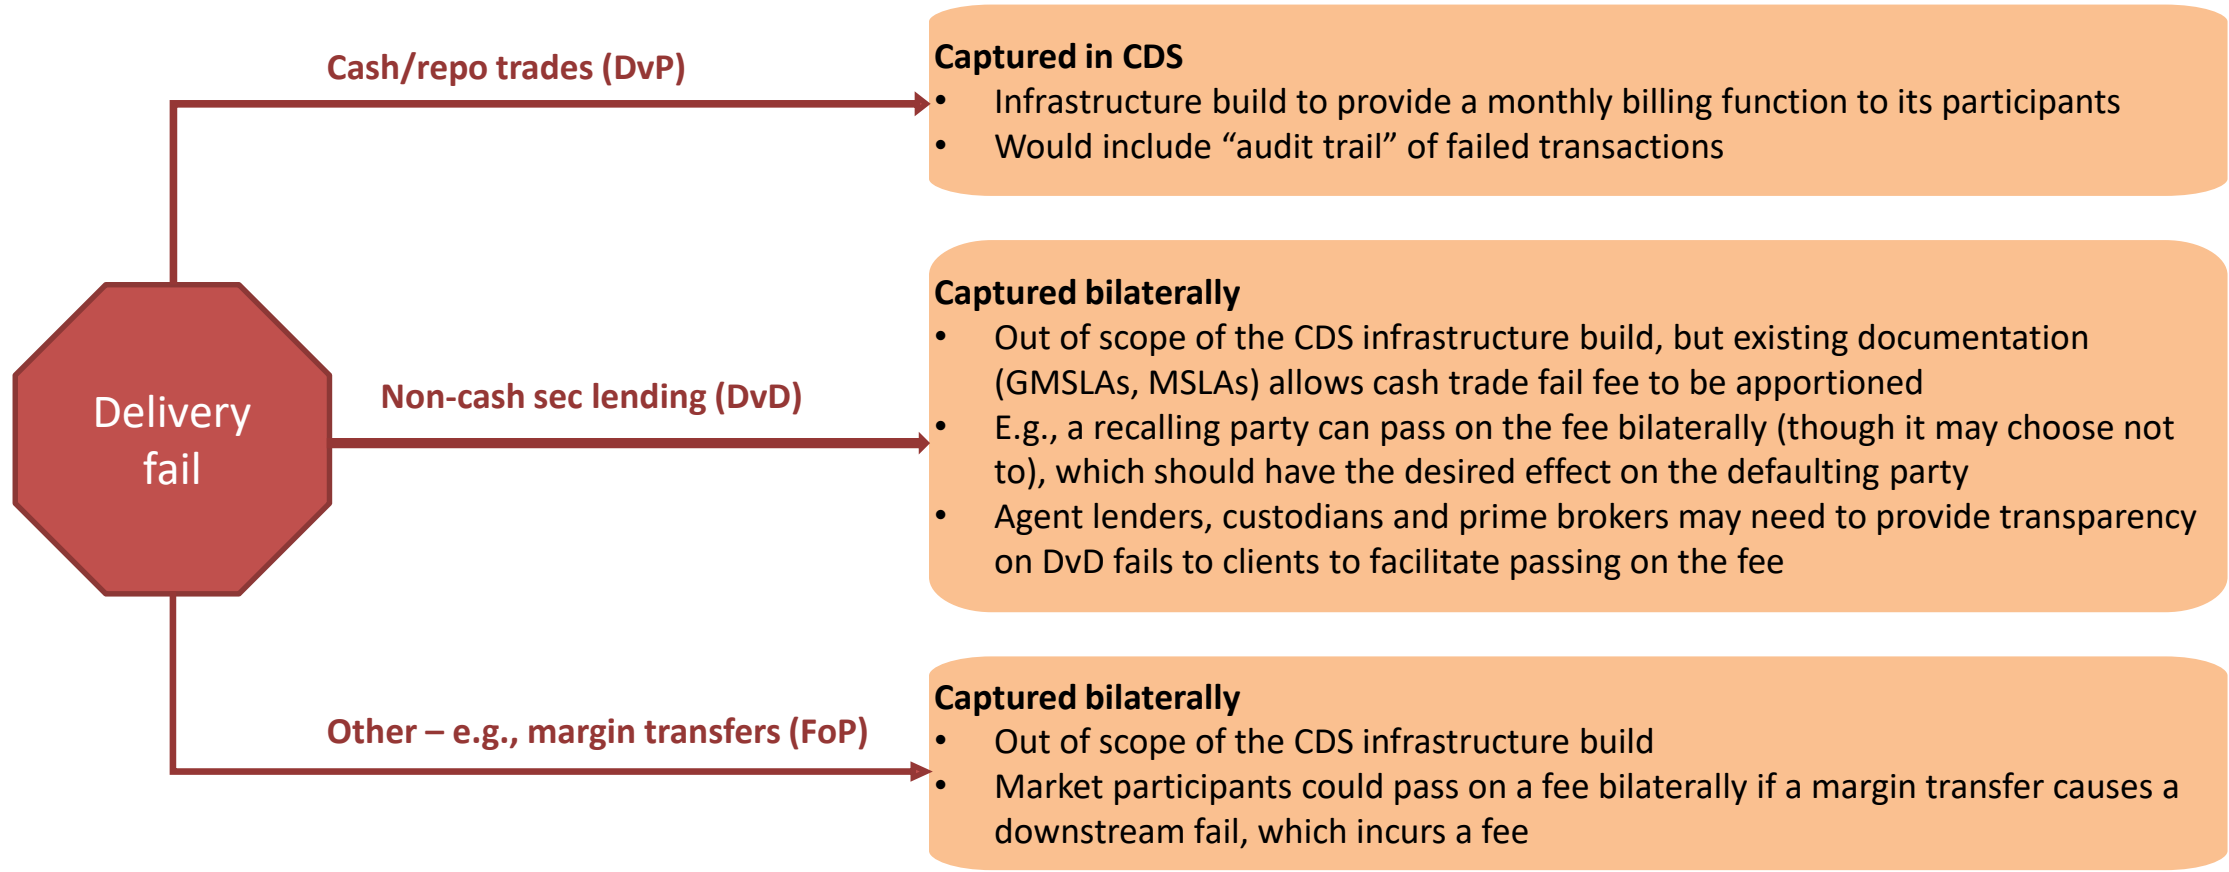 Cash/repo trades (DvP)
Captured in CDS
• Infrastructure build to provide a monthly billing function to its participants
• Would include “audit trail” of failed transactions
Delivery
fail
Non-cash sec lending (DvD)
Captured bilaterally
• Out of scope of the CDS infrastructure build, but existing documentation
(GMSLAs, MSLAs) allows cash trade fail fee to be apportioned
• E.g., a recalling party can pass on the fee bilaterally (though it may choose not
to), which should have the desired effect on the defaulting party
• Agent lenders, custodians and prime brokers may need to provide transparency
on DvD fails to clients to facilitate passing on the fee
Other – e.g., margin transfers (FoP)
Captured bilaterally
• Out of scope of the CDS infrastructure build
• Market participants could pass on a fee bilaterally if a margin transfer causes a
downstream fail, which incurs a fee